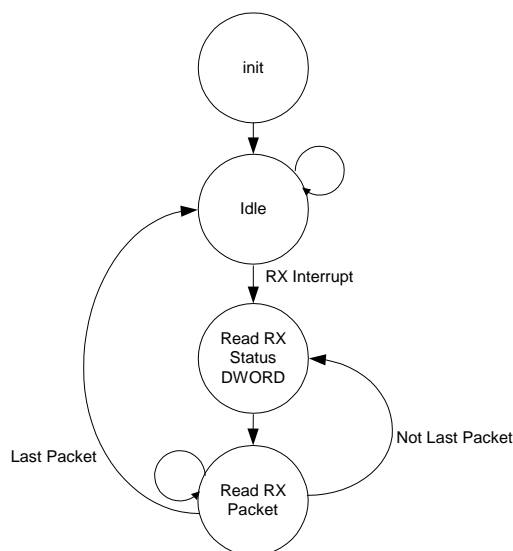 init
Idle
RX Interrupt
Read RX
Status
DWORD
Not Last Packet
Last Packet
Read RX
Packet